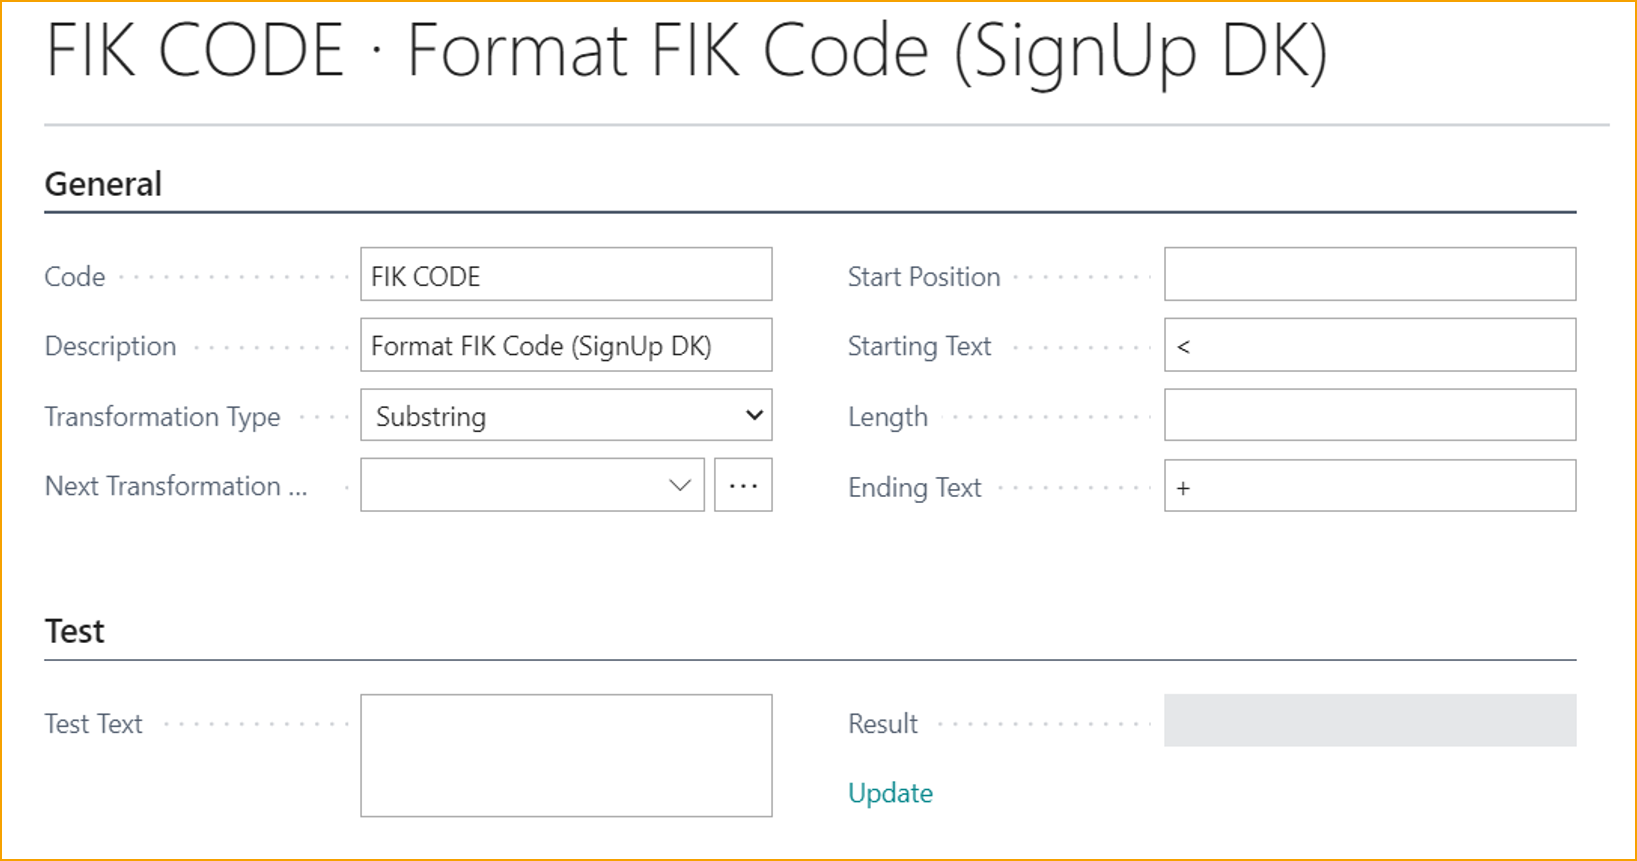 FIK CODE · Format FIK Code (SignUp DK)
General
Code FIK CODE
Start Position
Description Format FIK Code (SignUp DK)
Starting Text <
Transformation Type Substring
Length
Next Transformation ...
Ending Text +
Test
Test Text
Result
Update